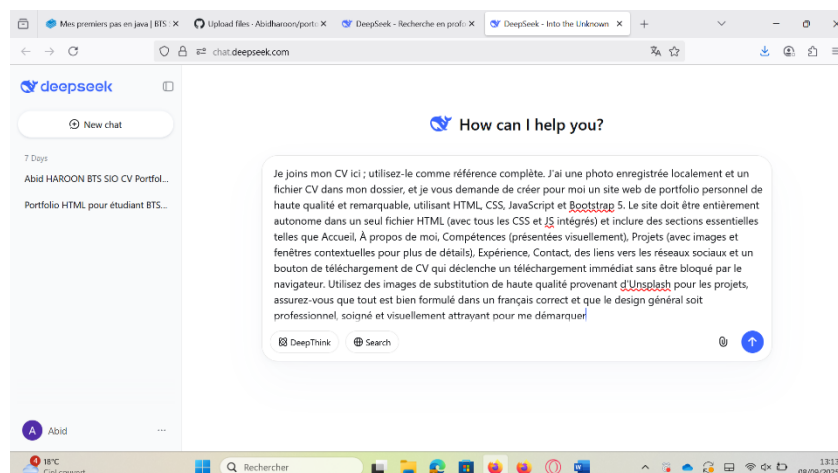 Mes premiers pas en java | BTS
Upload files · Abidharoon/porto
DeepSeek - Recherche en profo
DeepSeek - Into the Unknown
chat.deepseek.com
deepseek
New chat
7 Days
Abid HAROON BTS SIO CV Portfol...
Portfolio HTML pour étudiant BTS...
How can I help you?
Je joins mon CV ici ; utilisez-le comme référence complète. J'ai une photo enregistrée localement et un
fichier CV dans mon dossier, et je vous demande de créer pour moi un site web de portfolio personnel de
haute qualité et remarquable, utilisant HTML, CSS, JavaScript et Bootstrap 5. Le site doit être entièrement
autonome dans un seul fichier HTML (avec tous les CSS et JS intégrés) et inclure des sections essentielles
telles que Accueil, À propos de moi, Compétences (présentées visuellement), Projets (avec images et
fenêtres contextuelles pour plus de détails), Expérience, Contact, des liens vers les réseaux sociaux et un
bouton de téléchargement de CV qui déclenche un téléchargement immédiat sans être bloqué par le
navigateur. Utilisez des images de substitution de haute qualité provenant d'Unsplash pour les projets,
assurez-vous que tout est bien formulé dans un français correct et que le design général soit
professionnel, soigné et visuellement attrayant pour me démarquer
DeepThink
Search
A
Abid
4
18°C
Ciel couvert
Rechercher
13:13